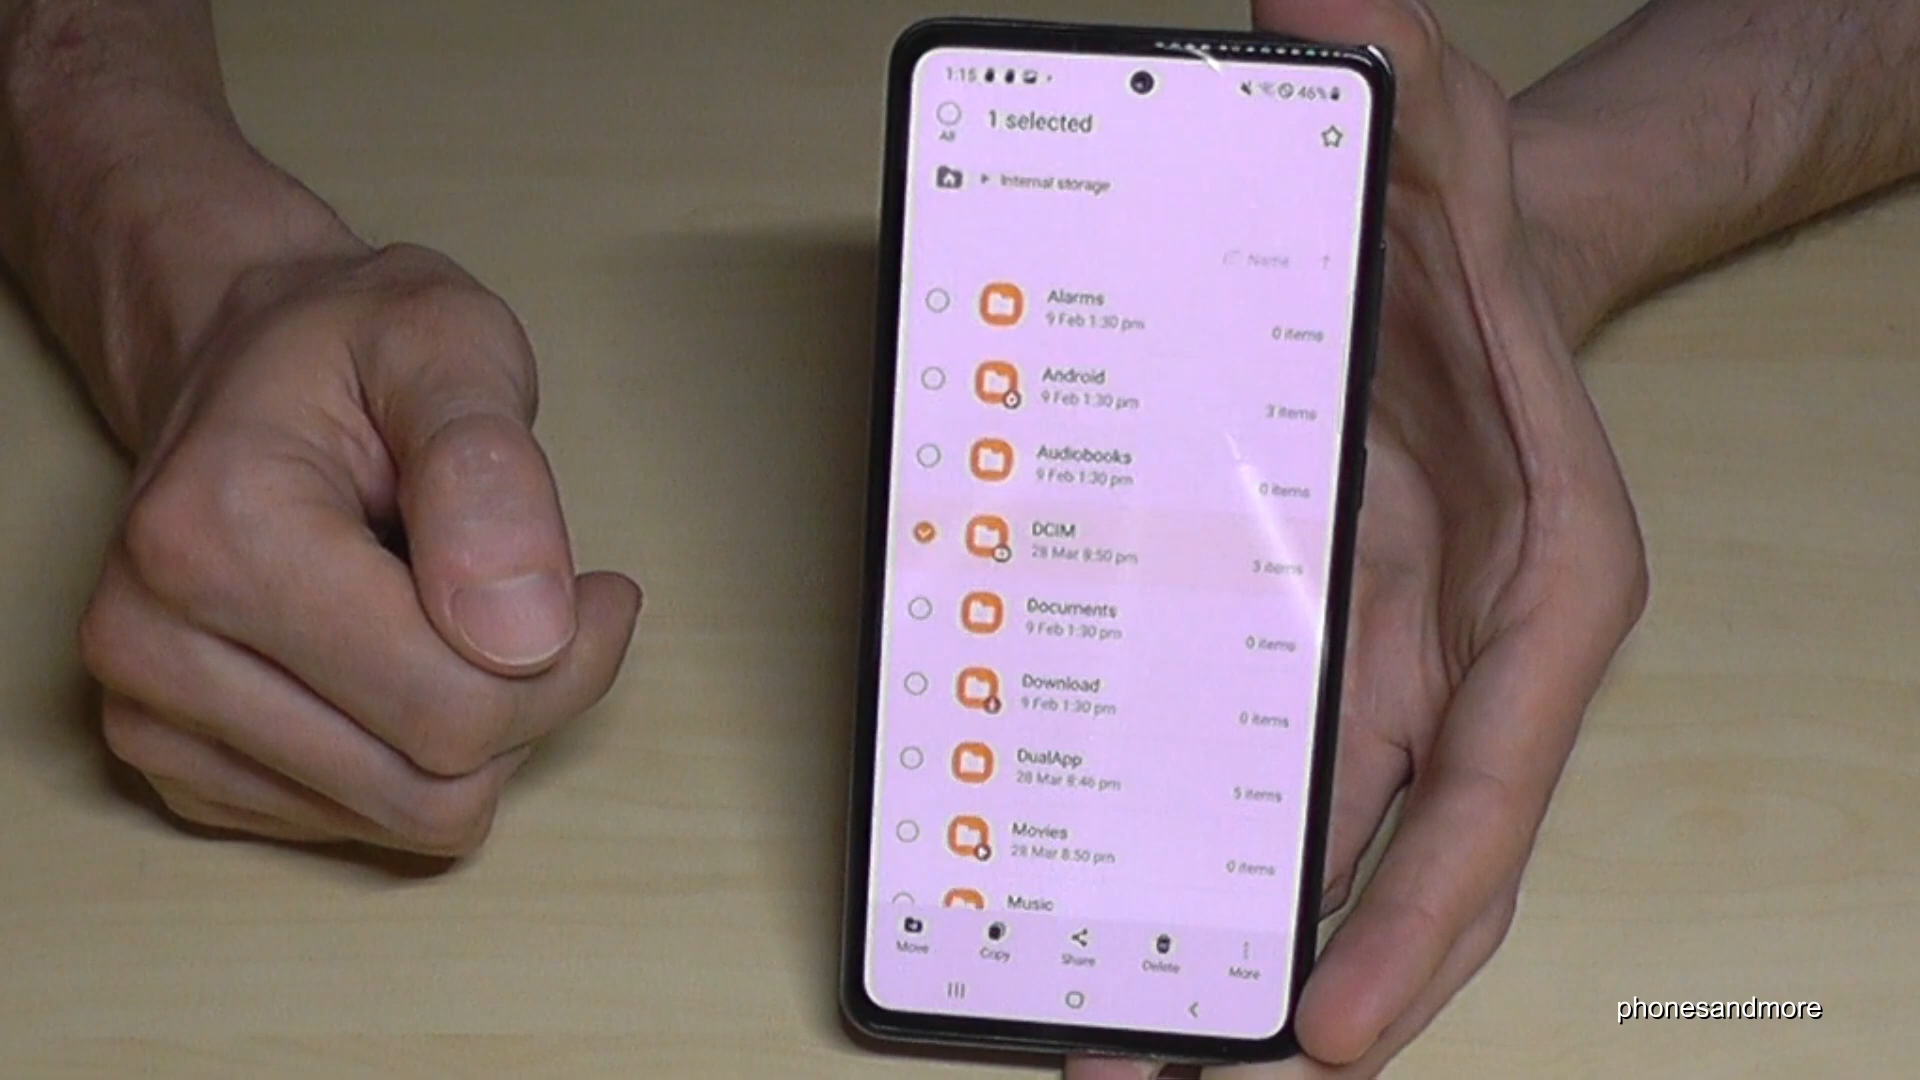 1:15 46%
All 1 selected
Internal storage
Name
Alarms
9 Feb 1:30 pm
0 items
Android
9 Feb 1:30 pm
3 items
Audiobooks
9 Feb 1:30 pm
0 items
DCIM
28 Mar 8:50 pm
3 items
Documents
9 Feb 1:30 pm
0 items
Download
9 Feb 1:30 pm
0 items
DualApp
28 Mar 8:46 pm
5 items
Movies
28 Mar 8:50 pm
0 items
Music
Move Copy Share Delete More
phonesandmore